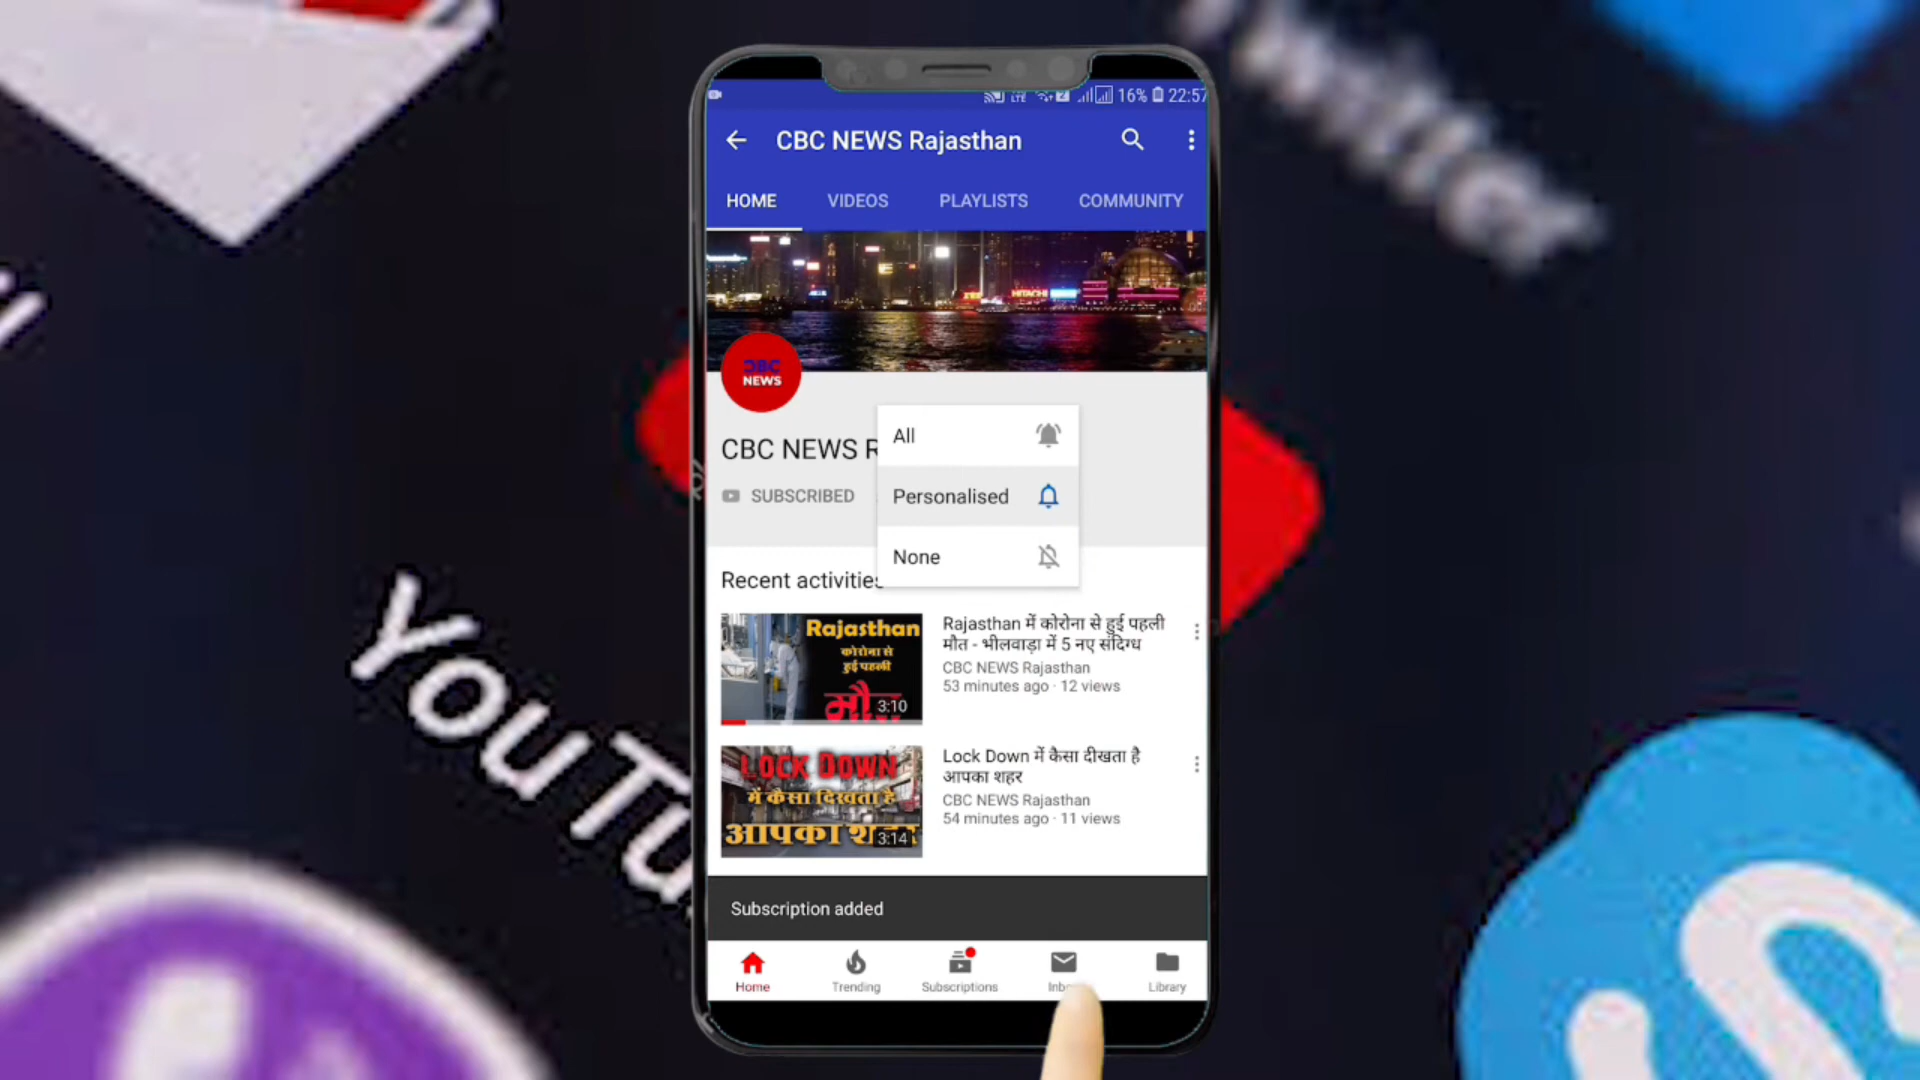 16% 22:57
CBC NEWS Rajasthan
HOME VIDEOS PLAYLISTS COMMUNITY
HITACHI
NEWS
CBC NEWS R
All
SUBSCRIBED
Personalised
None
Recent activities
Rajasthan
कोरोना से
हुई पहली
मौत
3:10
Rajasthan में कोरोना से हुई पहली
मौत - भीलवाड़ा में 5 नए संदिग्ध
CBC NEWS Rajasthan
53 minutes ago · 12 views
LOCK DOWN
में कैसा दिखता है
आपका
3:14
Lock Down में कैसा दीखता है
आपका शहर
CBC NEWS Rajasthan
54 minutes ago · 11 views
YouTu
Subscription added
Home Trending Subscriptions Library